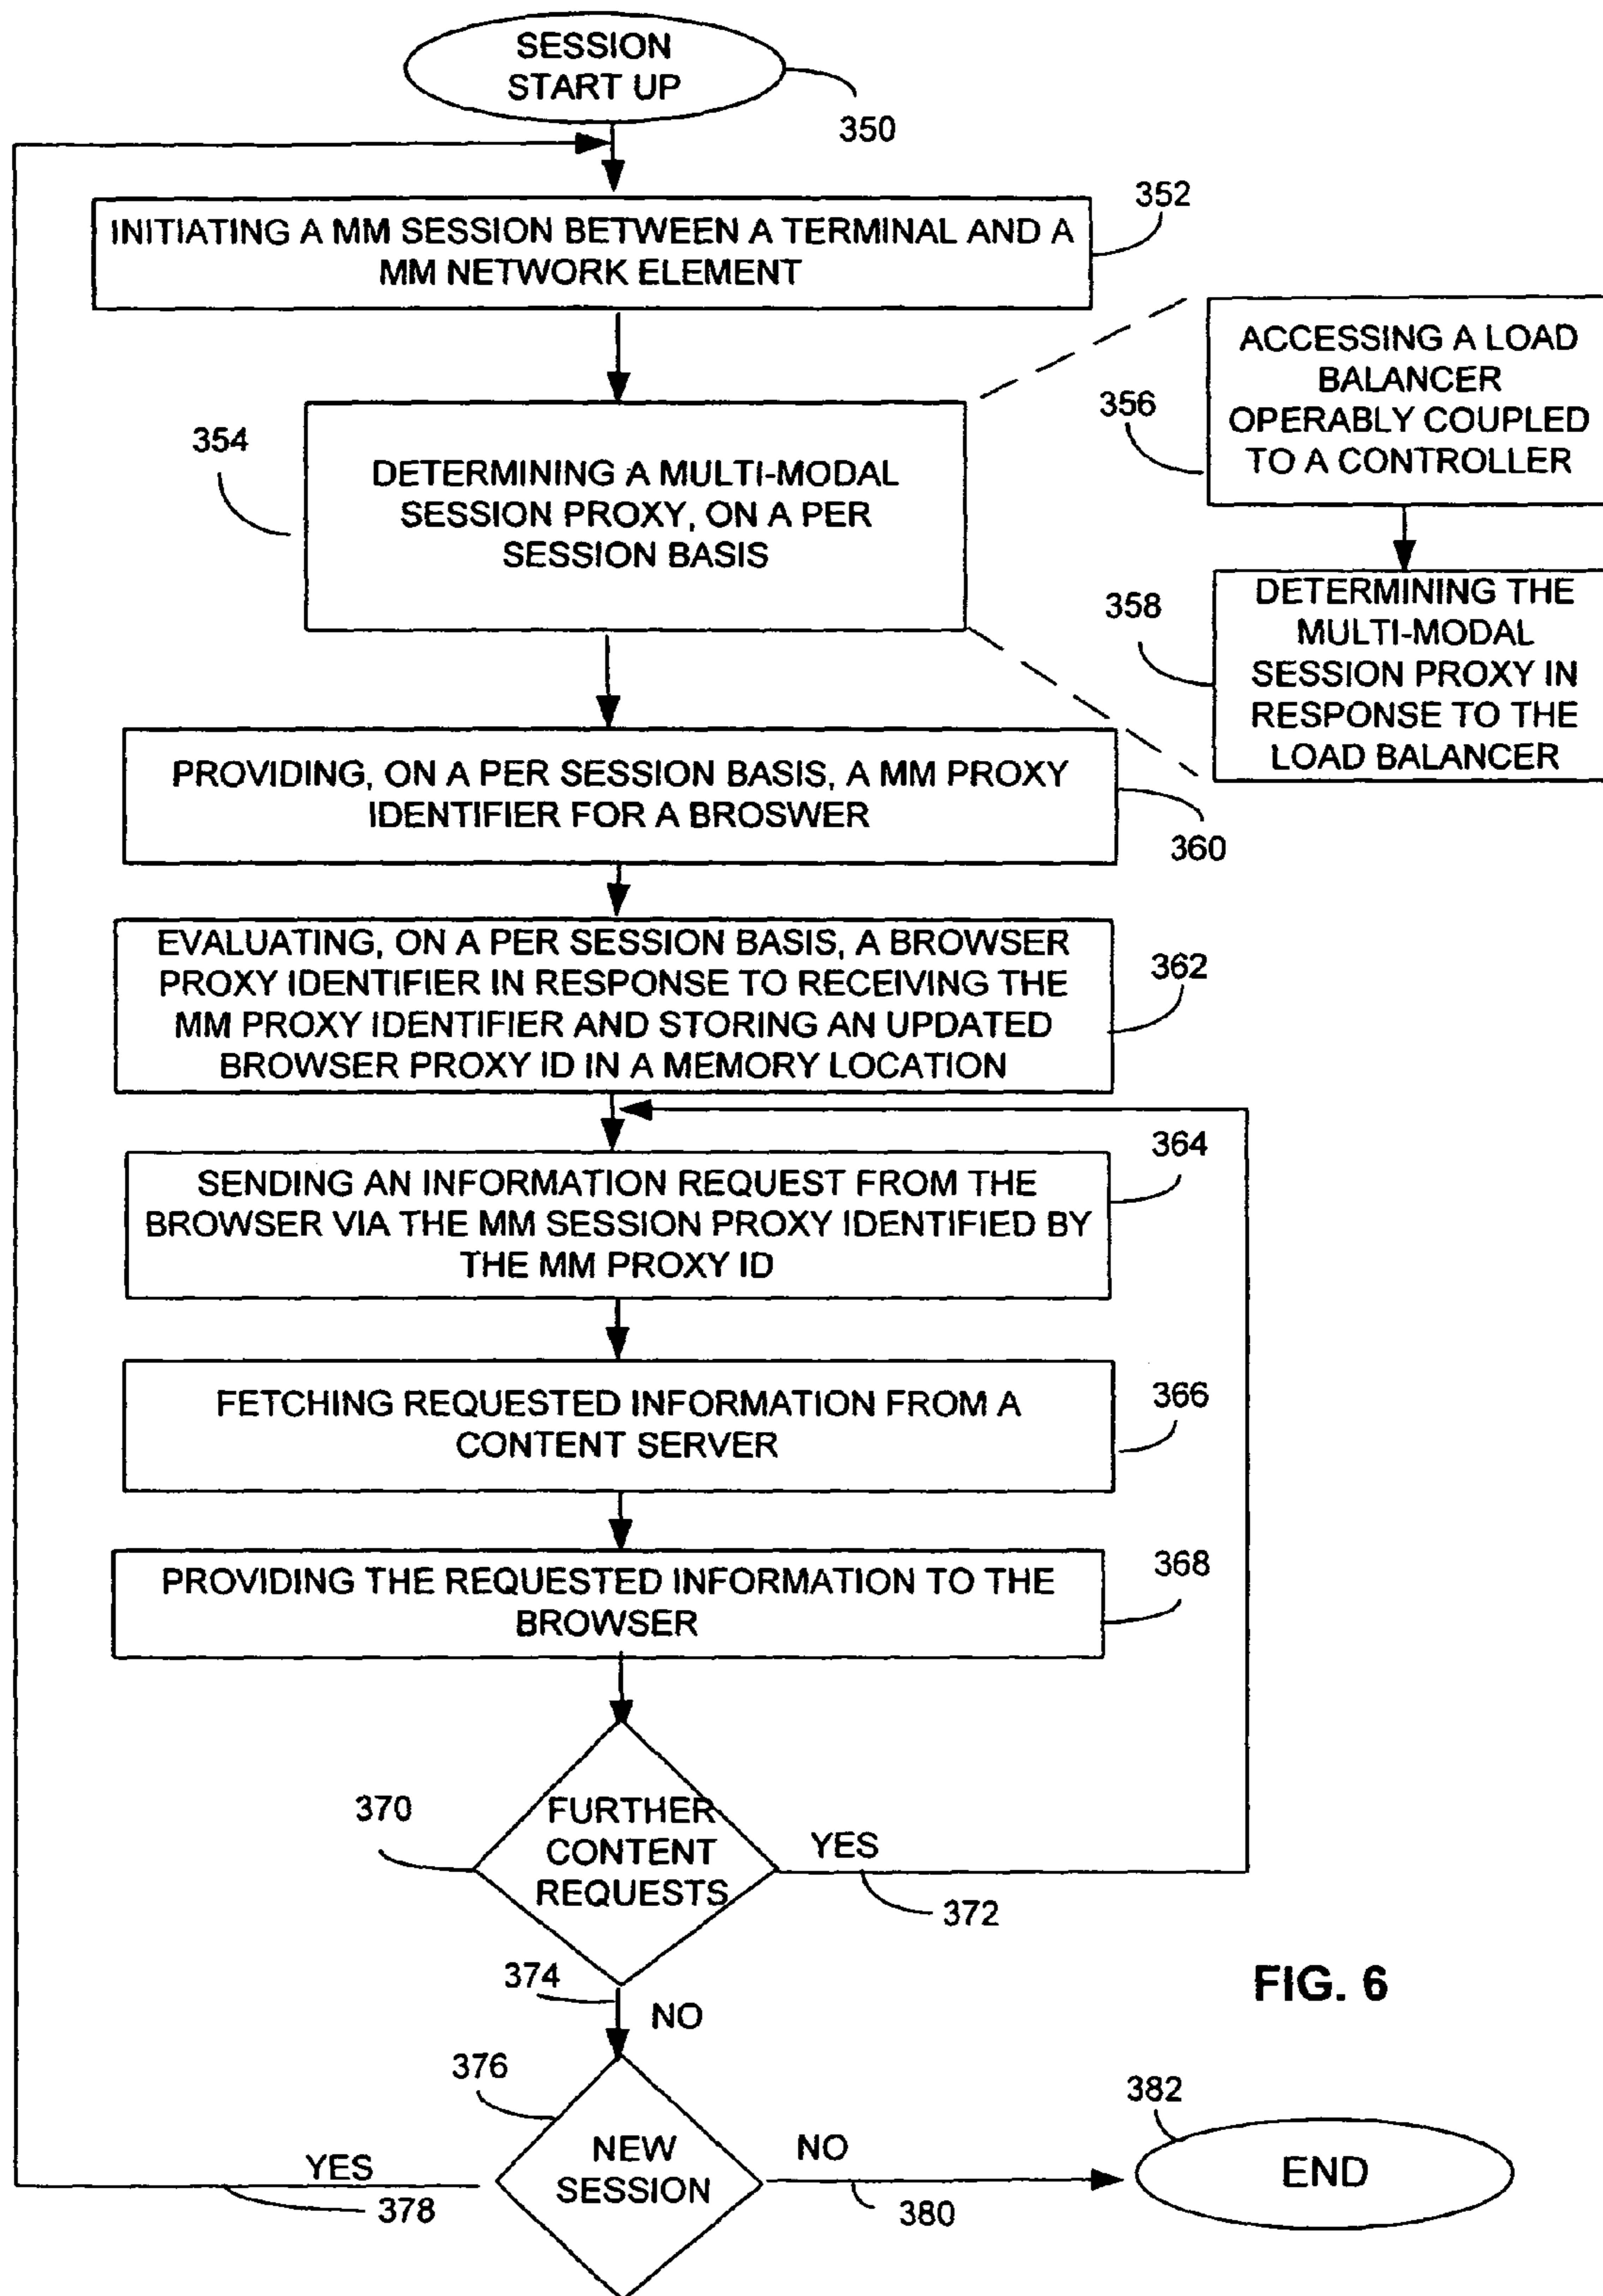 SESSION
START UP
350
INITIATING A MM SESSION BETWEEN A TERMINAL AND A
MM NETWORK ELEMENT
352
354
DETERMINING A MULTI-MODAL
SESSION PROXY, ON A PER
SESSION BASIS
356
ACCESSING A LOAD
BALANCER
OPERABLY COUPLED
TO A CONTROLLER
358
DETERMINING THE
MULTI-MODAL
SESSION PROXY IN
RESPONSE TO THE
LOAD BALANCER
PROVIDING, ON A PER SESSION BASIS, A MM PROXY
IDENTIFIER FOR A BROSWER
360
EVALUATING, ON A PER SESSION BASIS, A BROWSER
PROXY IDENTIFIER IN RESPONSE TO RECEIVING THE
MM PROXY IDENTIFIER AND STORING AN UPDATED
BROWSER PROXY ID IN A MEMORY LOCATION
362
SENDING AN INFORMATION REQUEST FROM THE
BROWSER VIA THE MM SESSION PROXY IDENTIFIED BY
THE MM PROXY ID
364
FETCHING REQUESTED INFORMATION FROM A
CONTENT SERVER
366
PROVIDING THE REQUESTED INFORMATION TO THE
BROWSER
368
370
FURTHER
CONTENT
REQUESTS
YES
372
374
NO
FIG. 6
376
NEW
SESSION
YES
378
NO
380
382
END